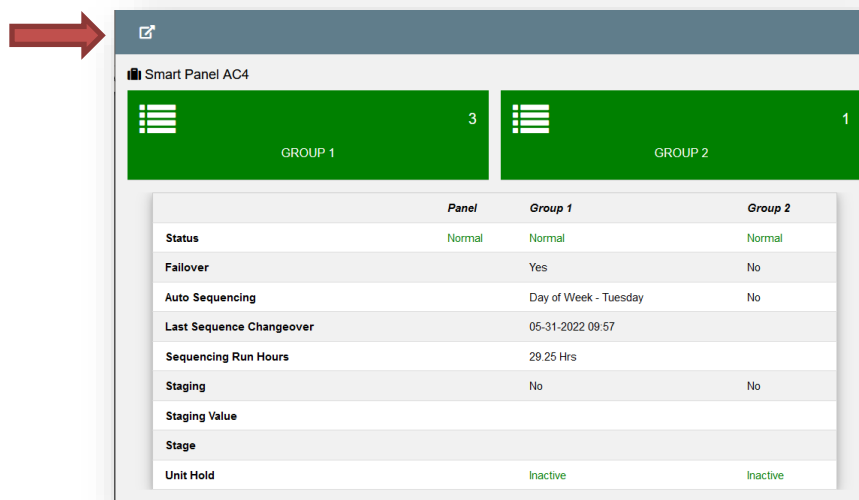 Smart Panel AC4
3
GROUP 1
1
GROUP 2
Panel Group 1 Group 2
Status Normal Normal Normal
Failover Yes No
Auto Sequencing Day of Week - Tuesday No
Last Sequence Changeover 05-31-2022 09:57
Sequencing Run Hours 29.25 Hrs
Staging No No
Staging Value
Stage
Unit Hold Inactive Inactive